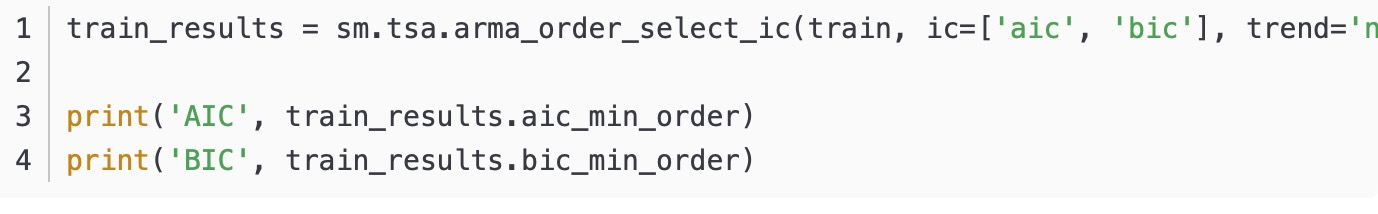 1 train_results = sm.tsa.arma_order_select_ic(train, ic=['aic', 'bic'], trend='n
2
3 print('AIC', train_results.aic_min_order)
4 print('BIC', train_results.bic_min_order)